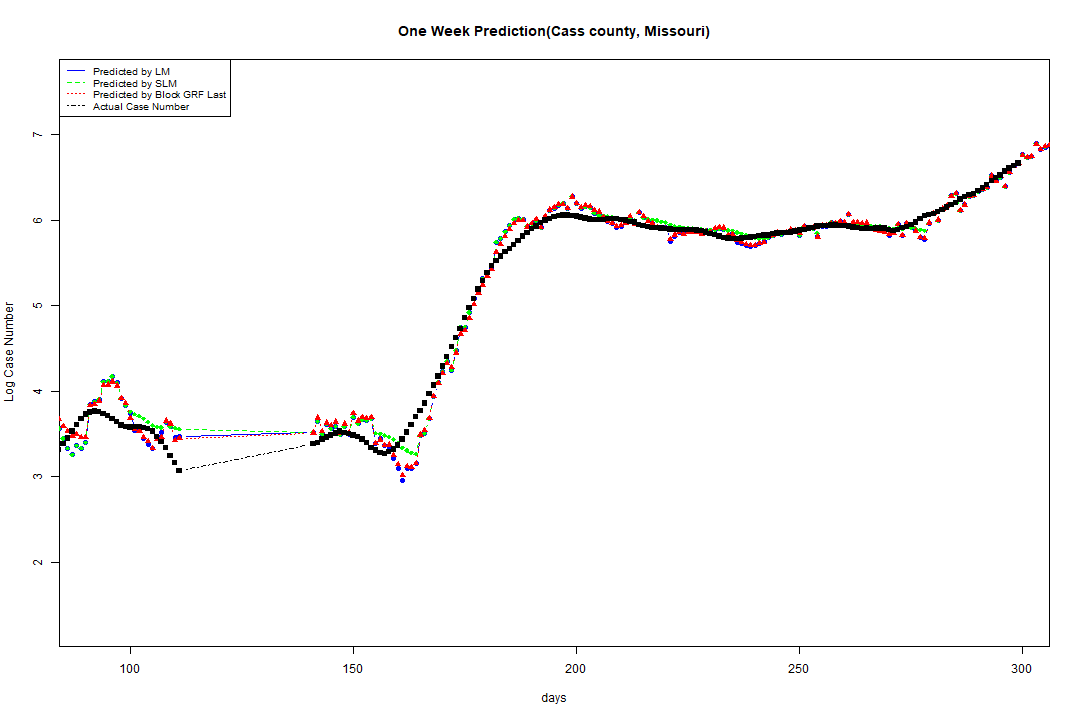 One Week Prediction(Cass county, Missouri)
Predicted by LM
Predicted by SLM
Predicted by Block GRF Last
Actual Case Number
7
6
5
4
3
2
Log Case Number
100
150
200
250
300
days